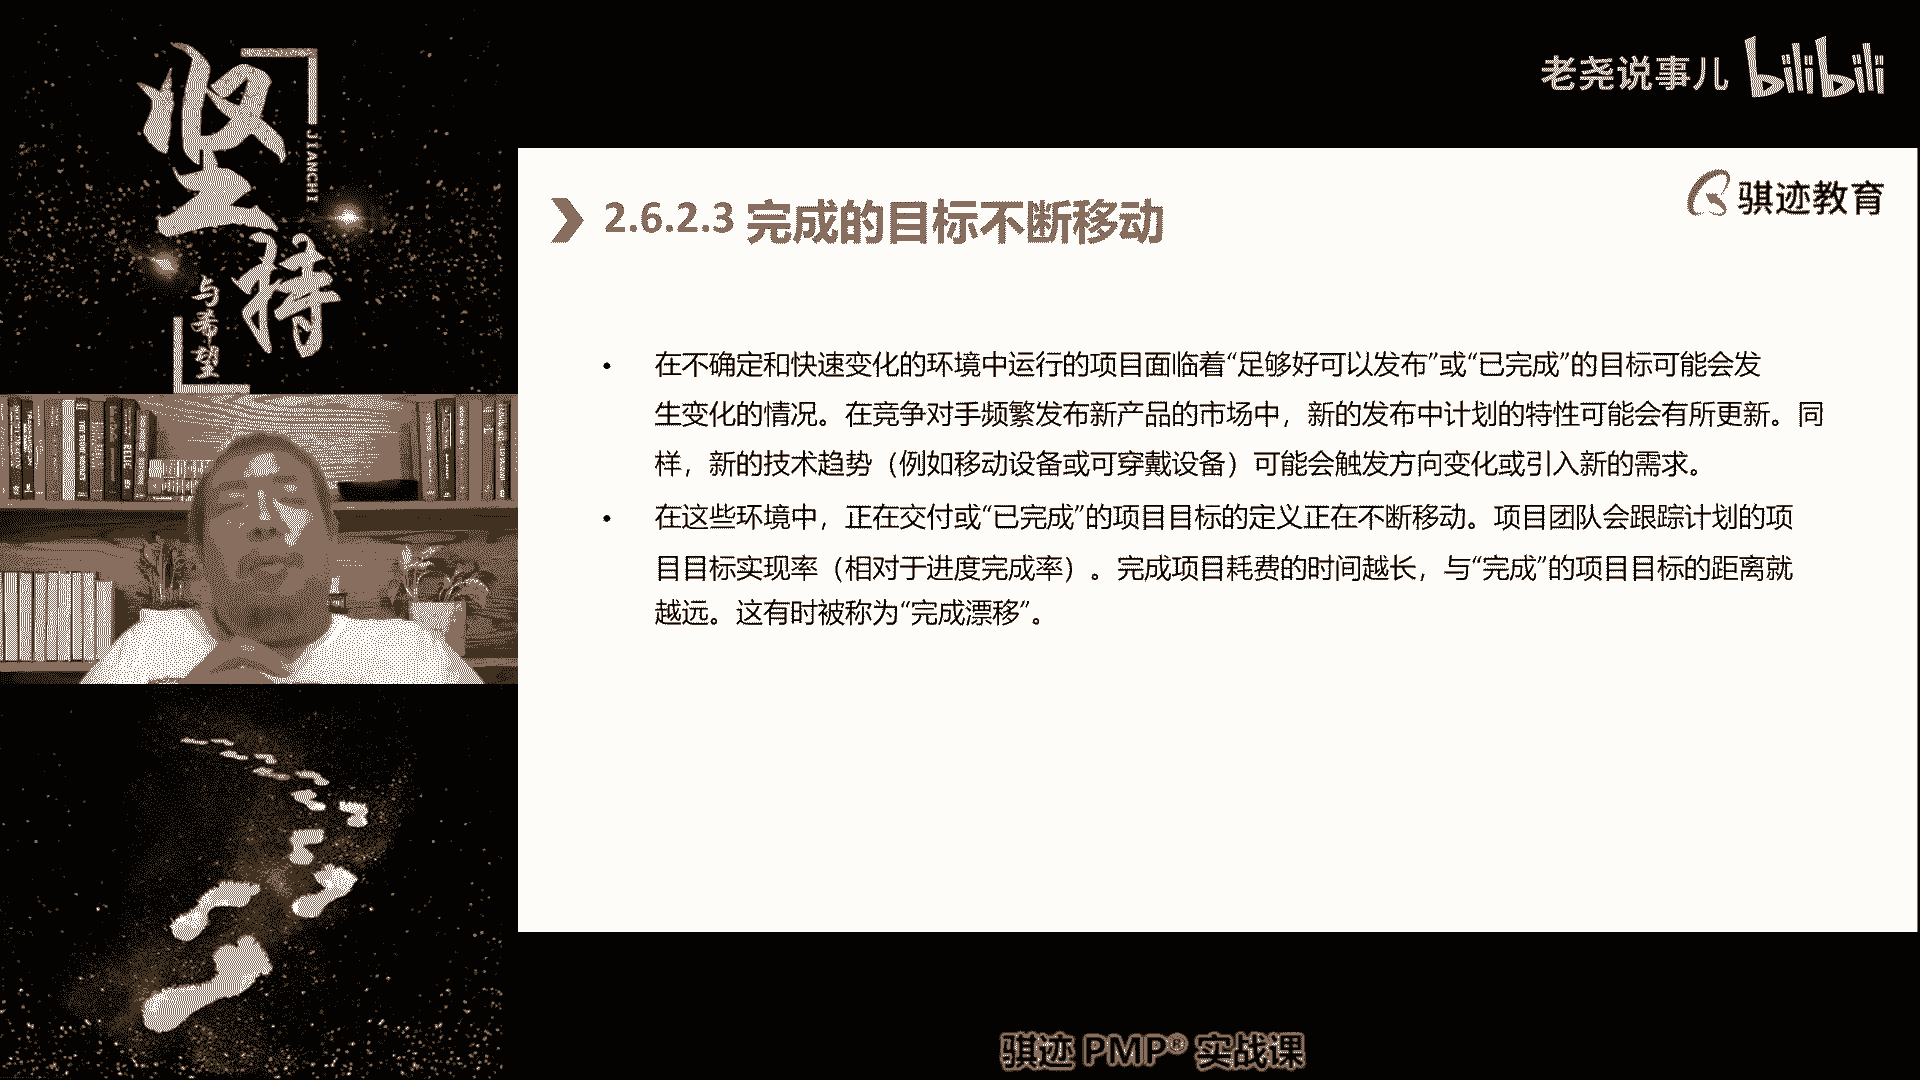 坚持
JIANCHI
与希望
老尧说事儿 bilibili
骐迹教育
2.6.2.3 完成的目标不断移动
• 在不确定和快速变化的环境中运行的项目面临着“足够好可以发布”或“已完成”的目标可能会发
生变化的情况。在竞争对手频繁发布新产品的市场中，新的发布中计划的特性可能会有所更新。同
样，新的技术趋势（例如移动设备或可穿戴设备）可能会触发方向变化或引入新的需求。
• 在这些环境中，正在交付或“已完成”的项目目标的定义正在不断移动。项目团队会跟踪计划的项
目目标实现率（相对于进度完成率）。完成项目耗费的时间越长，与“完成”的项目目标的距离就
越远。这有时被称为“完成漂移”。
骐迹 PMP® 实战课